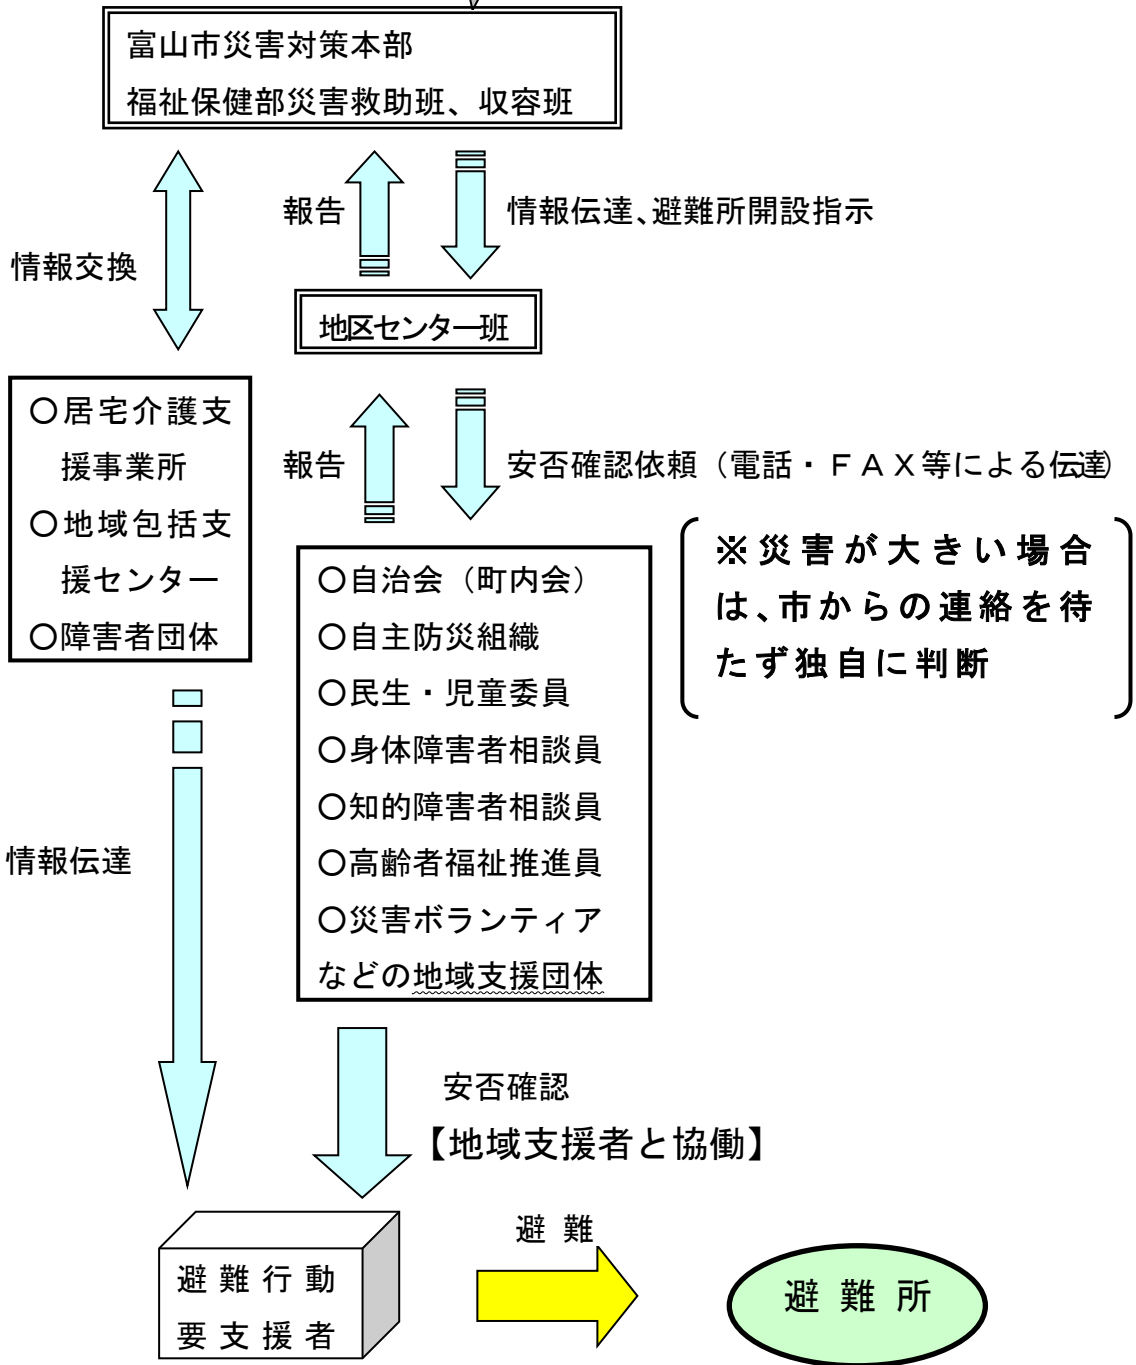 富山市災害対策本部
福祉保健部災害救助班、収容班
報告
情報伝達、避難所開設指示
情報交換
地区センター班
〇居宅介護支
援事業所
〇地域包括支
援センター
〇障害者団体
報告
安否確認依頼（電話・ＦＡＸ等による伝達）
※災害が大きい場合
は、市からの連絡を待
たず独自に判断
〇自治会（町内会）
〇自主防災組織
〇民生・児童委員
〇身体障害者相談員
〇知的障害者相談員
〇高齢者福祉推進員
〇災害ボランティア
などの地域支援団体
情報伝達
安否確認
【地域支援者と協働】
避難行動
要支援者
避難
避難所